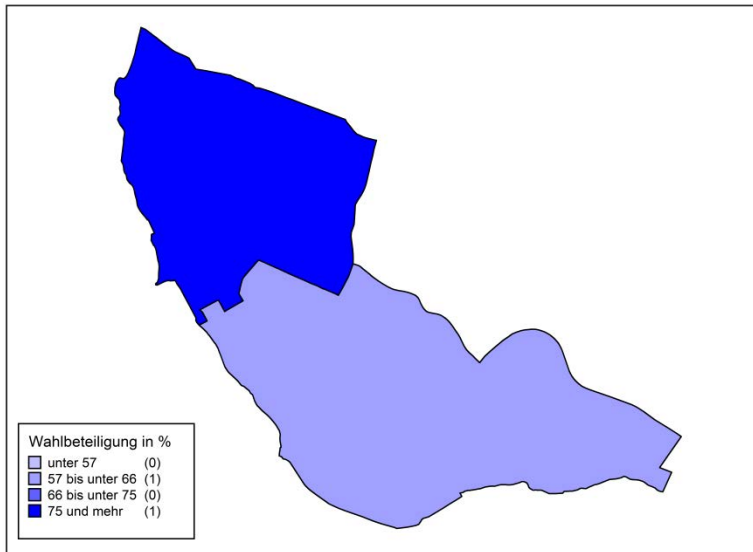 Wahlbeteiligung in %
unter 57 (0)
57 bis unter 66 (1)
66 bis unter 75 (0)
75 und mehr (1)